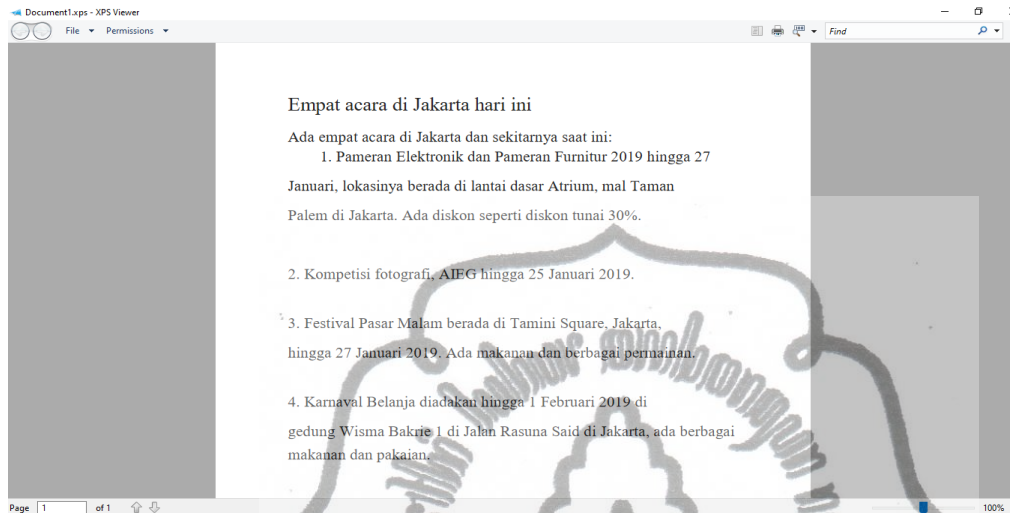 Document1.xps - XPS Viewer
File Permissions Find
Empat acara di Jakarta hari ini
Ada empat acara di Jakarta dan sekitarnya saat ini:
1. Pameran Elektronik dan Pameran Furnitur 2019 hingga 27
Januari, lokasinya berada di lantai dasar Atrium, mal Taman
Palem di Jakarta. Ada diskon seperti diskon tunai 30%.
2. Kompetisi fotografi, AIEG hingga 25 Januari 2019.
3. Festival Pasar Malam berada di Tamini Square, Jakarta,
hingga 27 Januari 2019. Ada makanan dan berbagai permainan.
4. Karnaval Belanja diadakan hingga 1 Februari 2019 di
gedung Wisma Bakrie 1 di Jalan Rasuna Said di Jakarta, ada berbagai
makanan dan pakaian.
Page 1 of 1 100%